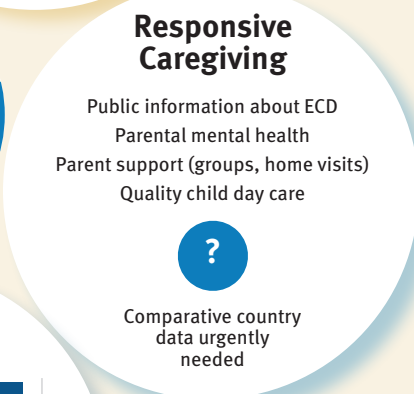 Responsive
Caregiving
Public information about ECD
Parental mental health
Parent support (groups, home visits)
Quality child day care
?
Comparative country
data urgently
needed